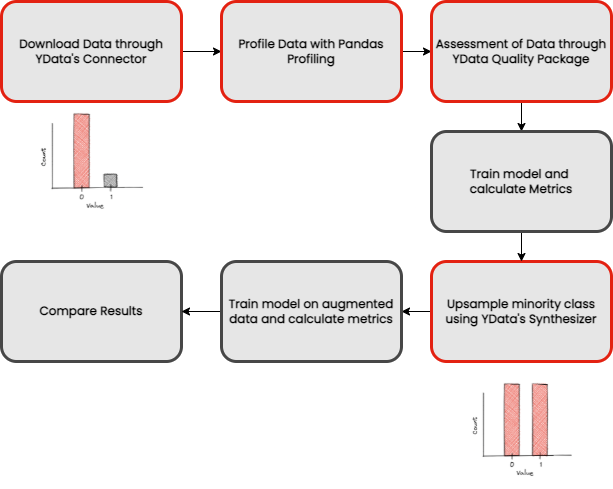 Download Data through
YData's Connector
Profile Data with Pandas
Profiling
Assessment of Data through
YData Quality Package
Count
0 1
Value
Train model and
calculate Metrics
Compare Results
Train model on augmented
data and calculate metrics
Upsample minority class
using YData's Synthesizer
Count
0 1
Value